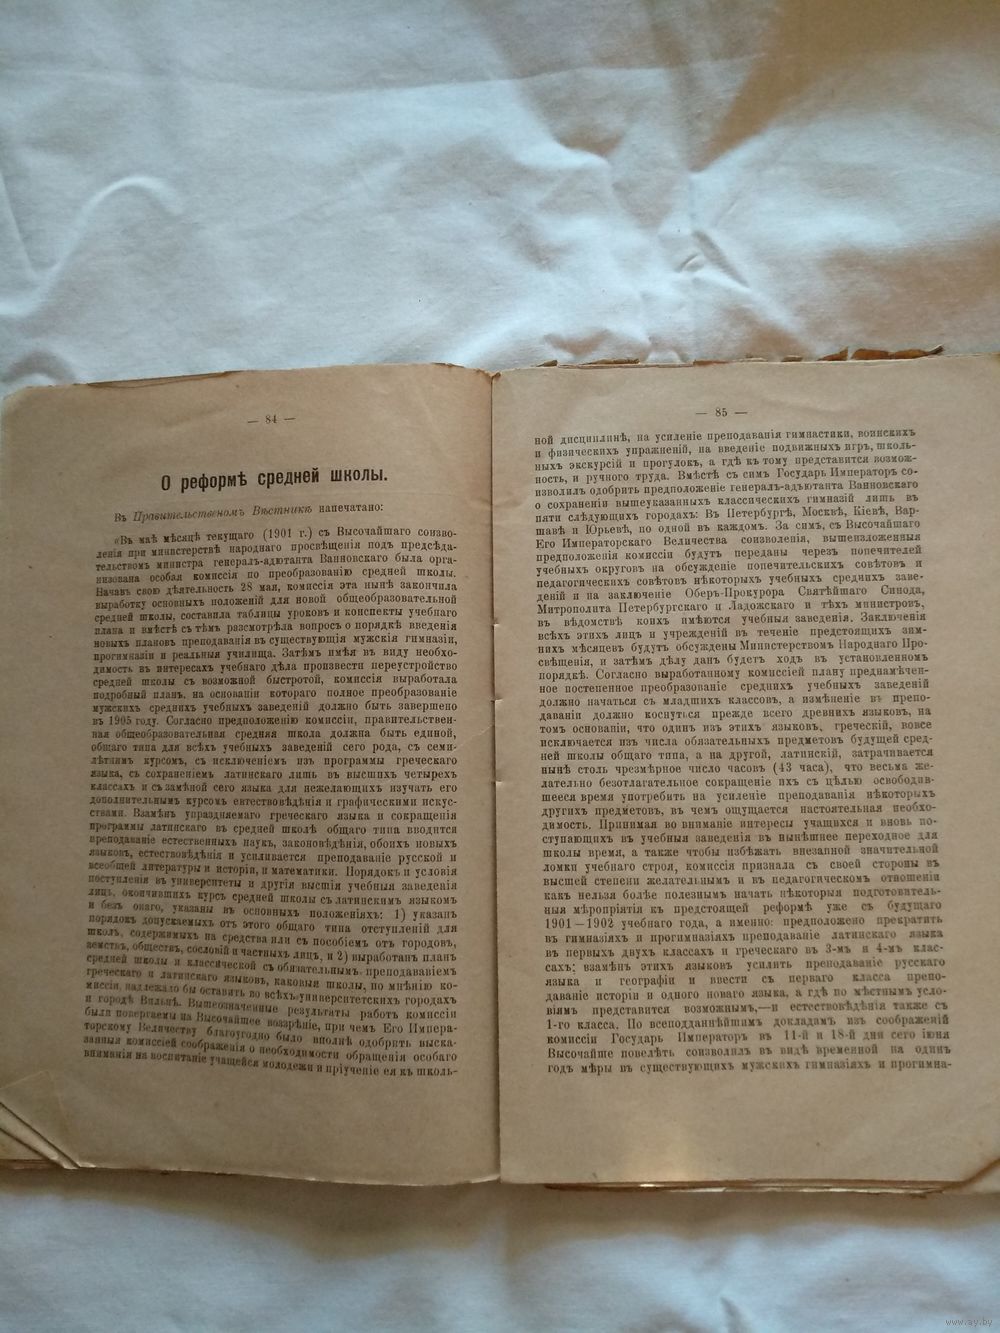 — 84 —
О реформѣ средней школы.
Въ Правительственомъ Вѣстникѣ напечатано:
«Въ маѣ мѣсяцѣ текущаго (1901 г.) съ Высочайшаго соизво-
ленія при министерствѣ народнаго просвѣщенія подъ предсѣда-
тельствомъ министра генералъ-адютанта Ванновскаго была орга-
низована особая комиссія по преобразованію средней школы.
Начавъ свою дѣятельность 28 мая, комиссія эта нынѣ закончила
выработку основныхъ положеній для новой общеобразовательной
средней школы, составила таблицы уроковъ и конспекты учебнаго
плана и вмѣстѣ съ тѣмъ разсмотрѣла вопросъ о порядкѣ введенія
новыхъ плановъ преподаванія въ существующія мужскія гимназіи,
прогимназіи и реальныя училища. Затѣмъ имѣя въ виду необхо-
димость въ интересахъ учебнаго дѣла произвести переустройство
средней школы съ возможной быстротой, комиссія выработала
подробный планъ, на основаніи котораго полное преобразованіе
мужскихъ среднихъ учебныхъ заведеній должно быть завершено
въ 1905 году. Согласно предположенію комиссіи, правительствен-
ная общеобразовательная средняя школа должна быть единой,
общаго типа для всѣхъ учебныхъ заведеній сего рода, съ семи-
лѣтнимъ курсомъ, съ исключеніемъ изъ программы греческаго
языка, съ сохраненіемъ латинскаго лишь въ высшихъ четырехъ
классахъ и съ замѣной сего языка для нежелающихъ изучать его
дополнительнымъ курсомъ ентествовѣдѣнія и графическими искус-
ствами. Взамѣнъ упраздняемаго греческаго языка и сокращенія
программы латинскаго въ средней школѣ общаго типа вводится
преподаваніе естественныхъ наукъ, законовѣдѣнія, обоихъ новыхъ
языковъ, естествовѣдѣнія и усиливается преподаваніе русской и
всеобщей литературы и исторіи, и математики. Порядокъ и условія
поступленія въ университеты и другія высшія учебныя заведенія
лицъ, окончившихъ курсъ средней школы съ латинскимъ языкомъ
и безъ онаго, указаны въ основныхъ положеніяхъ: 1) указанъ
порядокъ допускаемыхъ отъ этого общаго типа отступленій для
школъ, содержимыхъ на средства или съ пособіемъ отъ городовъ,
земствъ, обществъ, сословій и частныхъ лицъ, и 2) выработанъ планъ
средней школы и классической съ обязательнымъ преподаваніемъ
греческаго и латинскаго языковъ, каковыя школы, по мнѣнію ко-
миссіи, надлежало бы оставить во всѣхъ университетскихъ городахъ
и городѣ Вильнѣ. Вышеозначенные результаты работъ комиссіи
были повергаемы на Высочайшее воззрѣніе, при чемъ Его Импера-
торскому Величеству благоугодно было вполнѣ одобрить выска-
занныя комиссіей соображенія о необходимости обращенія особаго
вниманія на воспитаніе учащейся молодежи и пріученіе ея къ школь-
— 85 —
ной дисциплинѣ, на усиленіе преподаванія гимнастики, воинскихъ
и физическихъ упражненій, на введеніе подвижныхъ игръ, школь-
ныхъ экскурсій и прогулокъ, а гдѣ къ тому представится возмож-
ность, и ручного труда. Вмѣстѣ съ симъ Государь Императоръ со-
изволилъ одобрить предположеніе генералъ-адъютанта Ванновскаго
о сохраненіи вышеуказанныхъ классическихъ гимназій лишь въ
пяти слѣдующихъ городахъ: Въ Петербургѣ, Москвѣ, Кіевѣ, Вар-
шавѣ и Юрьевѣ, по одной въ каждомъ. За симъ, съ Высочайшаго
Его Императорскаго Величества соизволенія, вышеизложенныя
предположенія комиссіи будутъ переданы черезъ попечителей
учебныхъ округовъ на обсужденіе попечительскихъ совѣтовъ и
педагогическихъ совѣтовъ нѣкоторыхъ учебныхъ среднихъ заве-
деній и на заключеніе Оберъ-Прокурора Святѣйшаго Синода,
Митрополита Петербургскаго и Ладожскаго и тѣхъ министровъ,
въ вѣдомствѣ коихъ имѣются учебныя заведенія. Заключенія
всѣхъ этихъ лицъ и учрежденій въ теченіе предстоящихъ зим-
нихъ мѣсяцевъ будутъ обсуждены Министерствомъ Народнаго Про-
свѣщенія, и затѣмъ дѣлу данъ будетъ ходъ въ установленномъ
порядкѣ. Согласно выработанному комиссіей плану преднамѣчен-
ное постепенное преобразованіе среднихъ учебныхъ заведеній
должно начаться съ младшихъ классовъ, а измѣненіе въ препо-
даваніи должно коснуться прежде всего древнихъ языковъ, на
томъ основаніи, что одинъ изъ этихъ языковъ, греческій, вовсе
исключается изъ числа обязательныхъ предметовъ будущей сред-
ней школы общаго типа, а на другой, латинскій, затрачивается
нынѣ столь чрезмѣрное число часовъ (43 часа), что весьма же-
лательно безотлагательное сокращеніе ихъ съ цѣлью освободив-
шееся время употребить на усиленіе преподаванія нѣкоторыхъ
другихъ предметовъ, въ чемъ ощущается настоятельная необхо-
димость. Принимая во вниманіе интересы учащихся и вновь по-
ступающихъ въ учебныя заведенія въ нынѣшнее переходное для
школы время, а также чтобы избѣжать внезапной значительной
ломки учебнаго строя, комиссія признала съ своей стороны въ
высшей степени желательнымъ и въ педагогическомъ отношеніи
какъ нельзя болѣе полезнымъ начать нѣкоторыя подготовитель-
ныя мѣропріятія къ предстоящей реформѣ уже съ будущаго
1901—1902 учебнаго года, а именно: предположено прекратить
въ гимназіяхъ и прогимназіяхъ преподаваніе латинскаго языка
въ первыхъ двухъ классахъ и греческаго въ 3-мъ и 4-мъ клас-
сахъ; взамѣнъ этихъ языковъ усилить преподаваніе русскаго
языка и географіи и ввести съ перваго класса препо-
даваніе исторіи и одного новаго языка, а гдѣ по мѣстнымъ усло-
віямъ представится возможнымъ,—и естествовѣдѣнія также съ
1-го класса. По всеподданнѣйшимъ докладамъ изъ соображеній
комиссіи Государь Императоръ въ 11-й и 18-й дня сего іюня
Высочайше повелѣть соизволилъ въ видѣ временной на одинъ
годъ мѣры въ существующихъ мужскихъ гимназіяхъ и прогимна-
www.ay.by